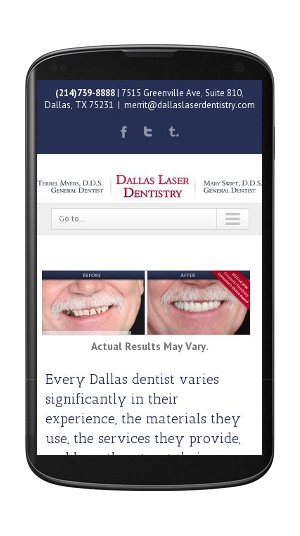 (214)739-8888 | 7515 Greenville Ave, Suite 810,
Dallas, TX 75231 | merrit@dallaslaserdentistry.com
Terrel Myers, D.D.S.
General Dentist
Dallas Laser
Dentistry
Mary Swift, D.D.S.
General Dentist
Go to...
Before
After
Actual Results May Vary.
Every Dallas dentist varies
significantly in their
experience, the materials they
use, the services they provide,